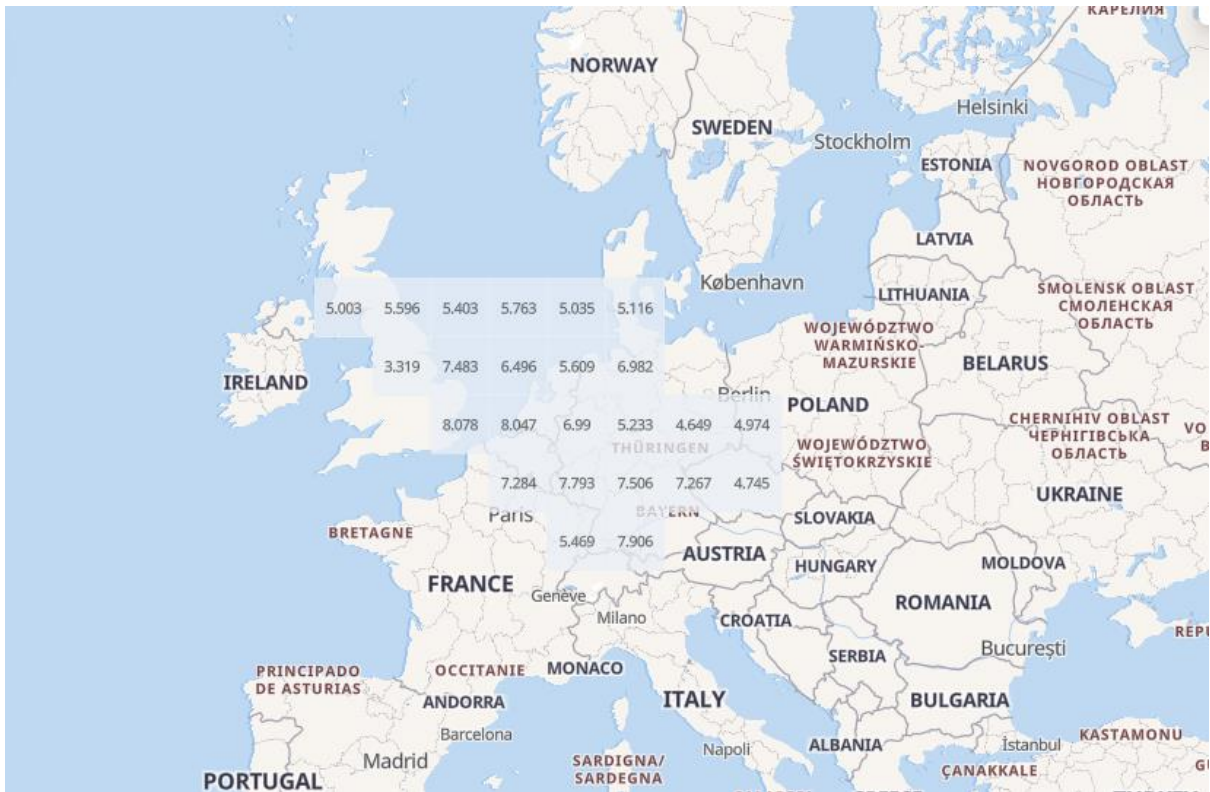 КАРЕЛИЯ
NORWAY
Helsinki
SWEDEN
Stockholm
ESTONIA
NOVGOROD OBLAST
НОВГОРОДСКАЯ
ОБЛАСТЬ
LATVIA
København
LITHUANIA
SMOLENSK OBLAST
СМОЛЕНСКАЯ
ОБЛАСТЬ
5.003 5.596 5.403 5.763 5.035 5.116
WOJEWÓDZTWO
WARMIŃSKO-
MAZURSKIE
BELARUS
3.319 7.483 6.496 5.609 6.982
IRELAND
Berlin
POLAND
CHERNIHIV OBLAST
ЧЕРНІГІВСЬКА
ОБЛАСТЬ
VO
8.078 8.047 6.99 5.233 4.649 4.974
THÜRINGEN
WOJEWÓDZTWO
ŚWIĘTOKRZYSKIE
7.284 7.793 7.506 7.267 4.745
UKRAINE
Paris
BAYERN
SLOVAKIA
BRETAGNE
5.469 7.906
AUSTRIA
HUNGARY
MOLDOVA
FRANCE
Genève
ROMANIA
Milano
CROATIA
RÉPU
București
SERBIA
PRINCIPADO
DE ASTURIAS
OCCITANIE
MONACO
ANDORRA
ITALY
BULGARIA
Barcelona
KASTAMONU
Napoli
ALBANIA
İstanbul
Madrid
SARDIGNA/
SARDEGNA
ÇANAKKALE
PORTUGAL